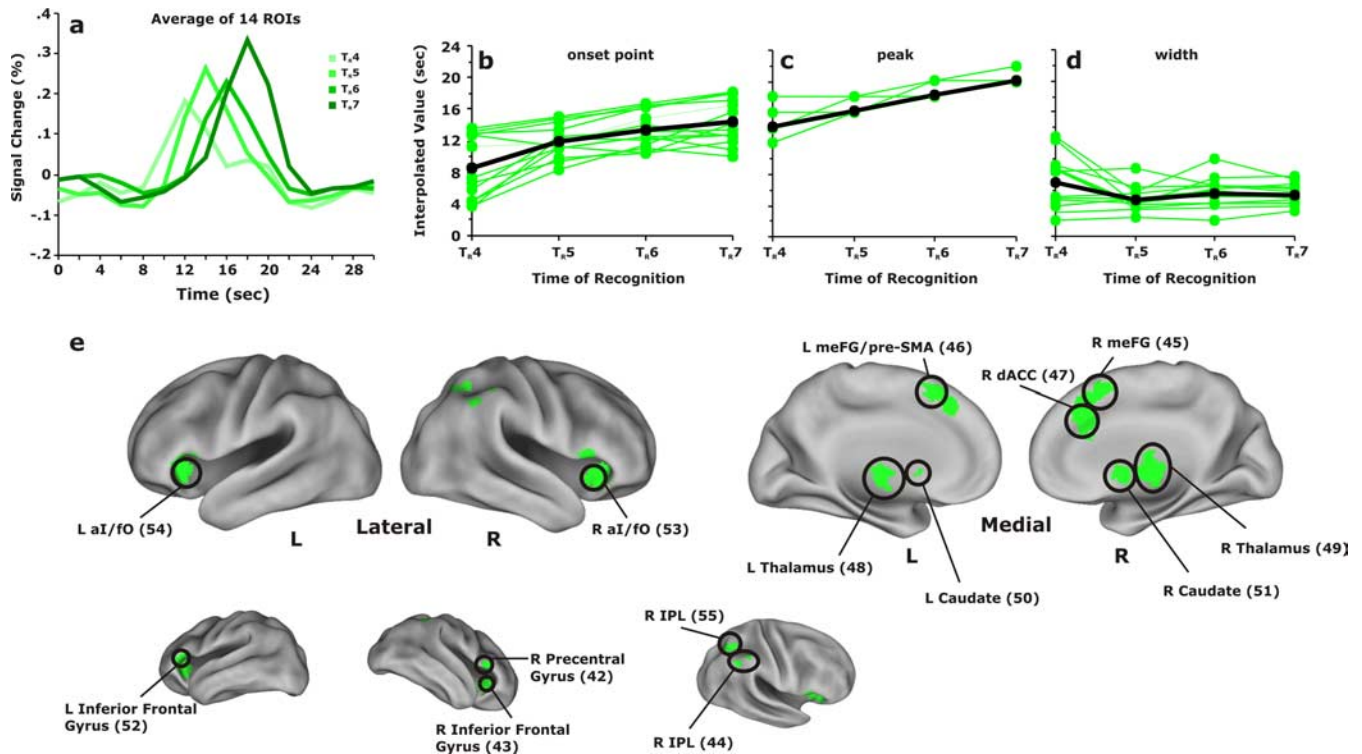 a
Average of 14 ROIs
Signal Change (%)
.4
.3
.2
.1
0
-.1
-.2
0 4 8 12 16 20 24 28
Time (sec)
TR4
TR5
TR6
TR7
b
onset point
Interpolated Value (sec)
24
20
16
12
8
4
0
TR4 TR5 TR6 TR7
Time of Recognition
c
peak
TR4 TR5 TR6 TR7
Time of Recognition
d
width
TR4 TR5 TR6 TR7
Time of Recognition
e
L aI/fO (54)
L
Lateral
R
R aI/fO (53)
L meFG/pre-SMA (46)
R meFG (45)
R dACC (47)
L Thalamus (48)
L
Medial
R
L Caudate (50)
R Caudate (51)
R Thalamus (49)
L Inferior Frontal
Gyrus (52)
R Precentral
Gyrus (42)
R Inferior Frontal
Gyrus (43)
R IPL (55)
R IPL (44)